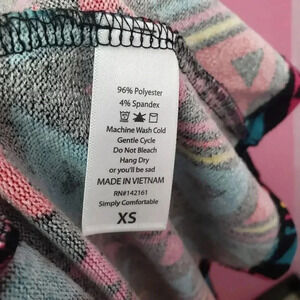 96% Polyester
4% Spandex
Machine Wash Cold
Gentle Cycle
Do Not Bleach
Hang Dry
or you'll be sad
MADE IN VIETNAM
RN#142161
Simply Comfortable
XS